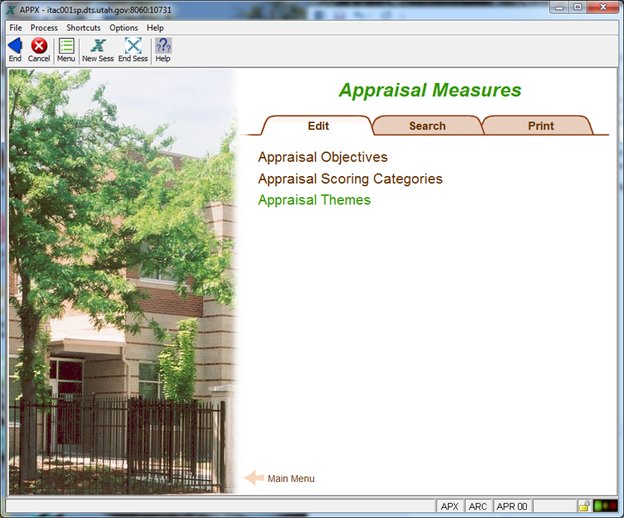 APPX - itac001sp.dts.utah.gov:8060:10731
File Process Shortcuts Options Help
End Cancel Menu New Sess End Sess Help
Appraisal Measures
Edit Search Print
Appraisal Objectives
Appraisal Scoring Categories
Appraisal Themes
Main Menu
APX ARC APR 00